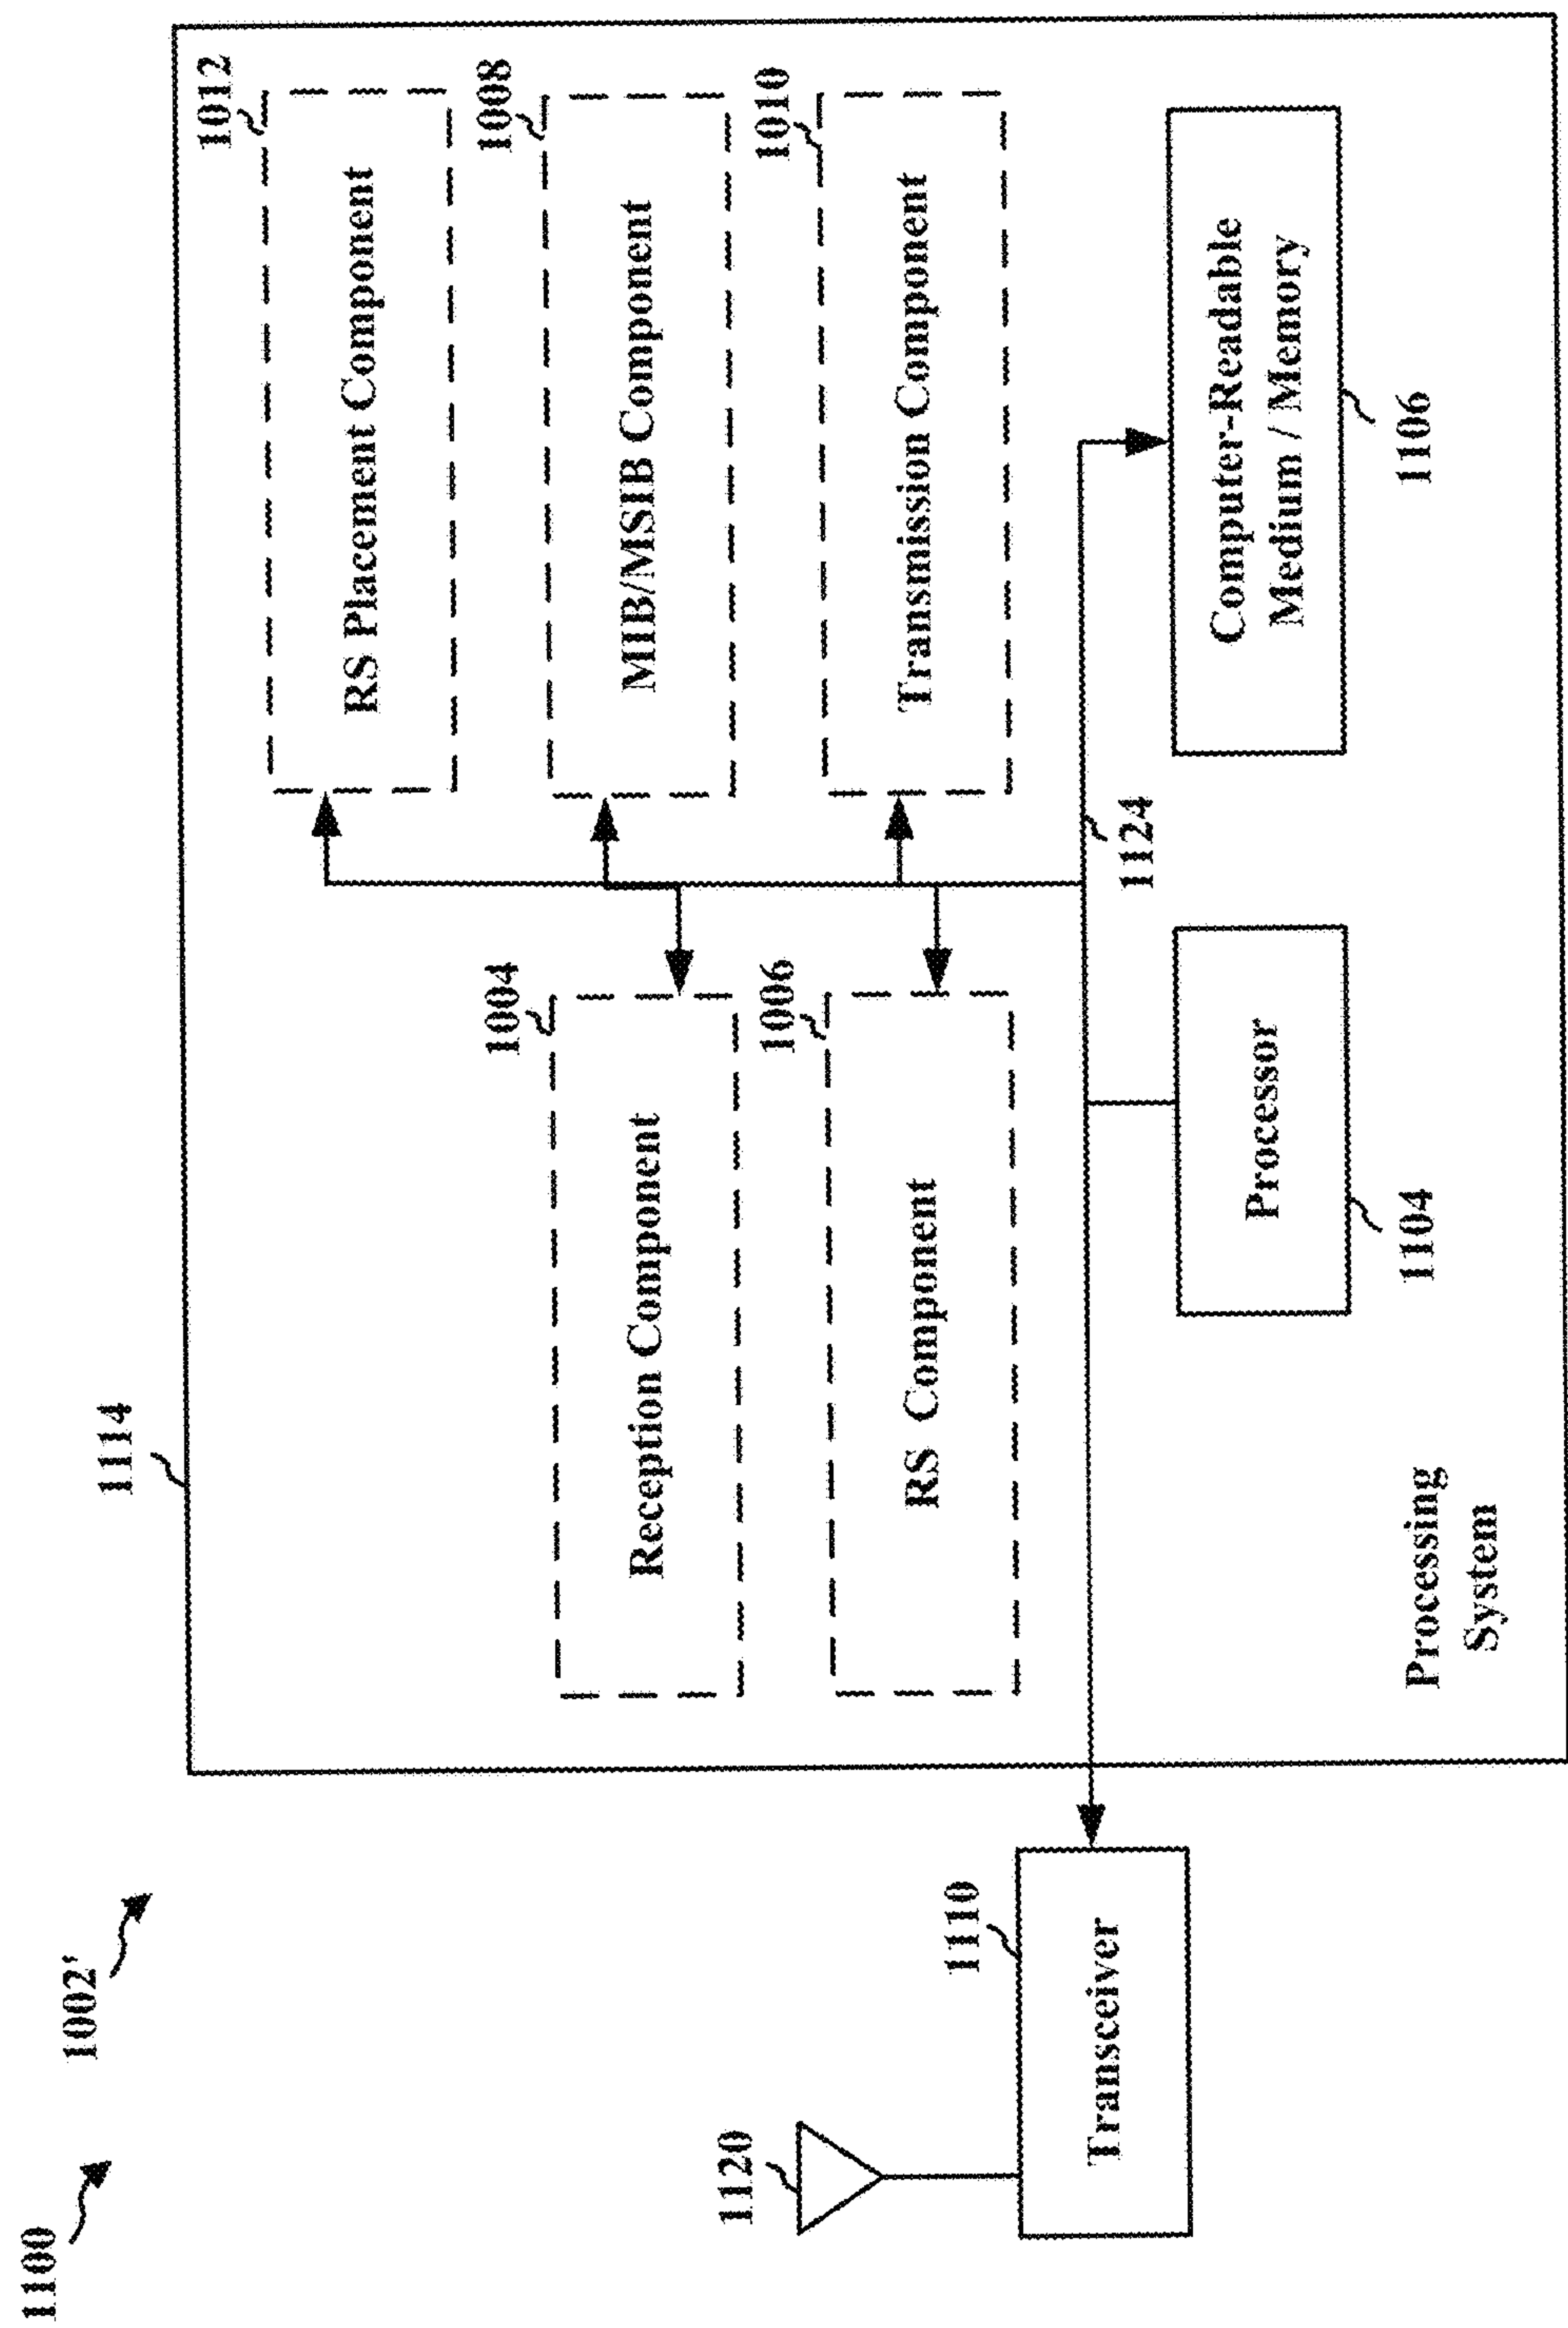 1100
1002'
1114
1012
RS Placement Component
1004
Reception Component
1008
MIB/MSIB Component
1006
RS Component
1010
Transmission Component
1120
1110
Transceiver
1124
Processor
1104
Computer-Readable
Medium / Memory
1106
Processing
System